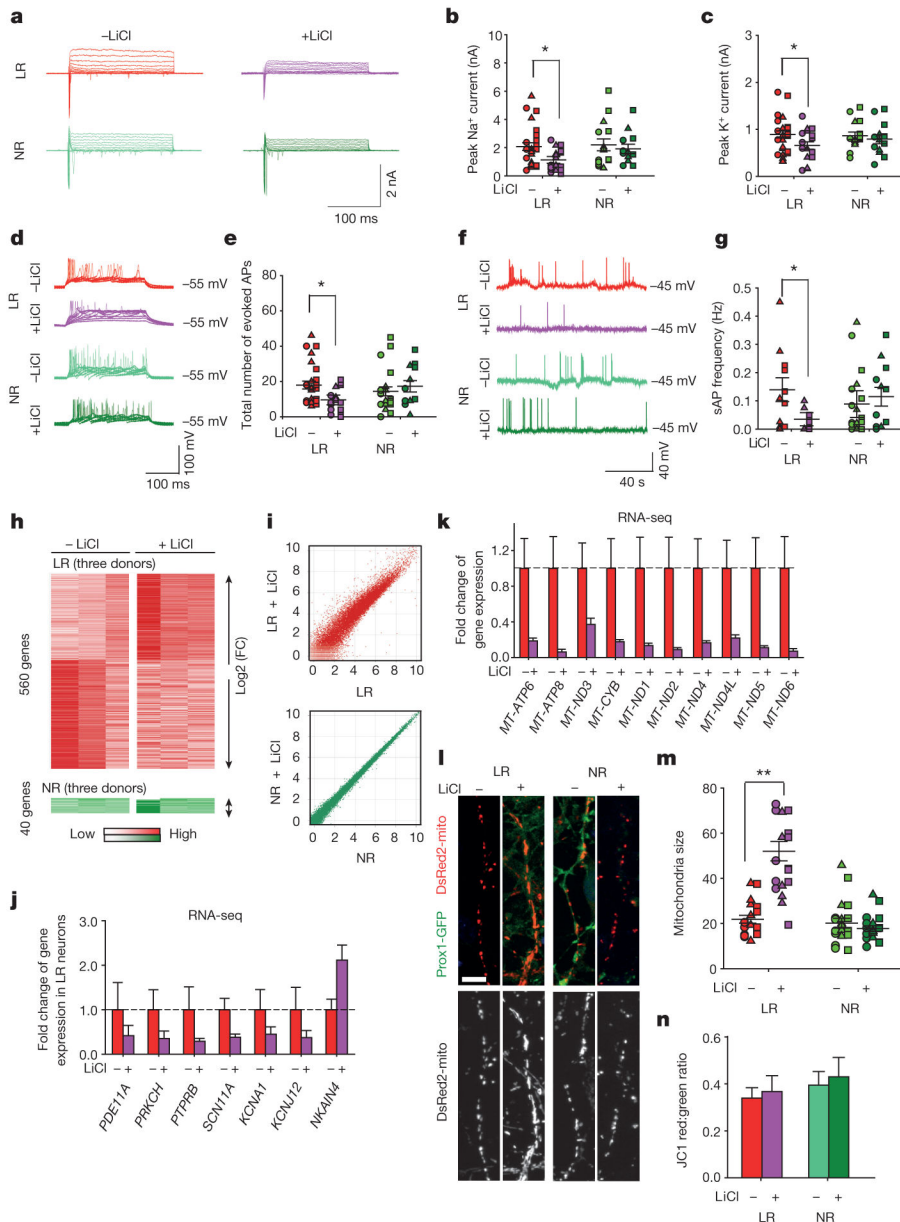 a
–LiCl
+LiCl
LR
NR
2 nA
100 ms
b
Peak Na⁺ current (nA)
10
8
6
4
2
0
*
LiCl – + – +
LR NR
c
Peak K⁺ current (nA)
3
2
1
0
*
LiCl – + – +
LR NR
d
LR
–LiCl
–55 mV
+LiCl
–55 mV
NR
–LiCl
–55 mV
+LiCl
–55 mV
100 mV
100 ms
e
Total number of evoked APs
80
60
40
20
0
*
LiCl – + – +
LR NR
f
LR
–LiCl
–45 mV
+LiCl
–45 mV
NR
–LiCl
–45 mV
+LiCl
–45 mV
40 mV
40 s
g
sAP frequency (Hz)
0.5
0.4
0.3
0.2
0.1
0
*
LiCl – + – +
LR NR
h
– LiCl + LiCl
LR (three donors)
560 genes
Log2 (FC)
NR (three donors)
40 genes
Low High
i
LR + LiCl
10
8
6
4
2
0
0 2 4 6 8 10
LR
NR + LiCl
10
8
6
4
2
0
0 2 4 6 8 10
NR
j
RNA-seq
Fold change of gene
expression in LR neurons
3.0
2.0
1.0
0.0
LiCl – + – + – + – + – + – + – +
PDE11A
PRKCH
PTPRB
SCN11A
KCNA1
KCNJ12
NKAIN4
k
RNA-seq
Fold change of
gene expression
1.2
0.8
0.4
0
LiCl – + – + – + – + – + – + – + – + – + – +
MT-ATP6
MT-ATP8
MT-ND3
MT-CYB
MT-ND1
MT-ND2
MT-ND4
MT-ND4L
MT-ND5
MT-ND6
l
LR NR
LiCl – + – +
Prox1-GFP DsRed2-mito
DsRed2-mito
m
Mitochondria size
80
60
40
20
0
**
LiCl – + – +
LR NR
n
JC1 red:green ratio
0.6
0.4
0.2
0.0
LiCl – + – +
LR NR